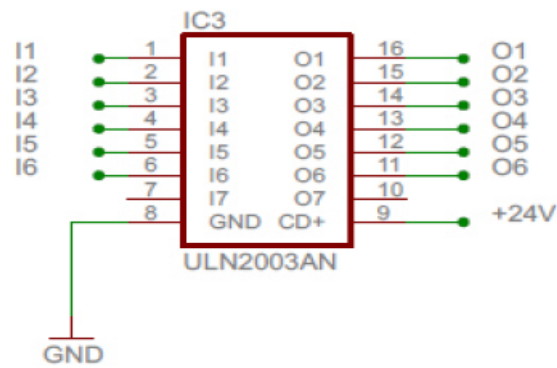 IC3
I1 1 I1 O1 16 O1
I2 2 I2 O2 15 O2
I3 3 I3 O3 14 O3
I4 4 I4 O4 13 O4
I5 5 I5 O5 12 O5
I6 6 I6 O6 11 O6
7 I7 O7 10
8 GND CD+ 9 +24V
ULN2003AN
GND